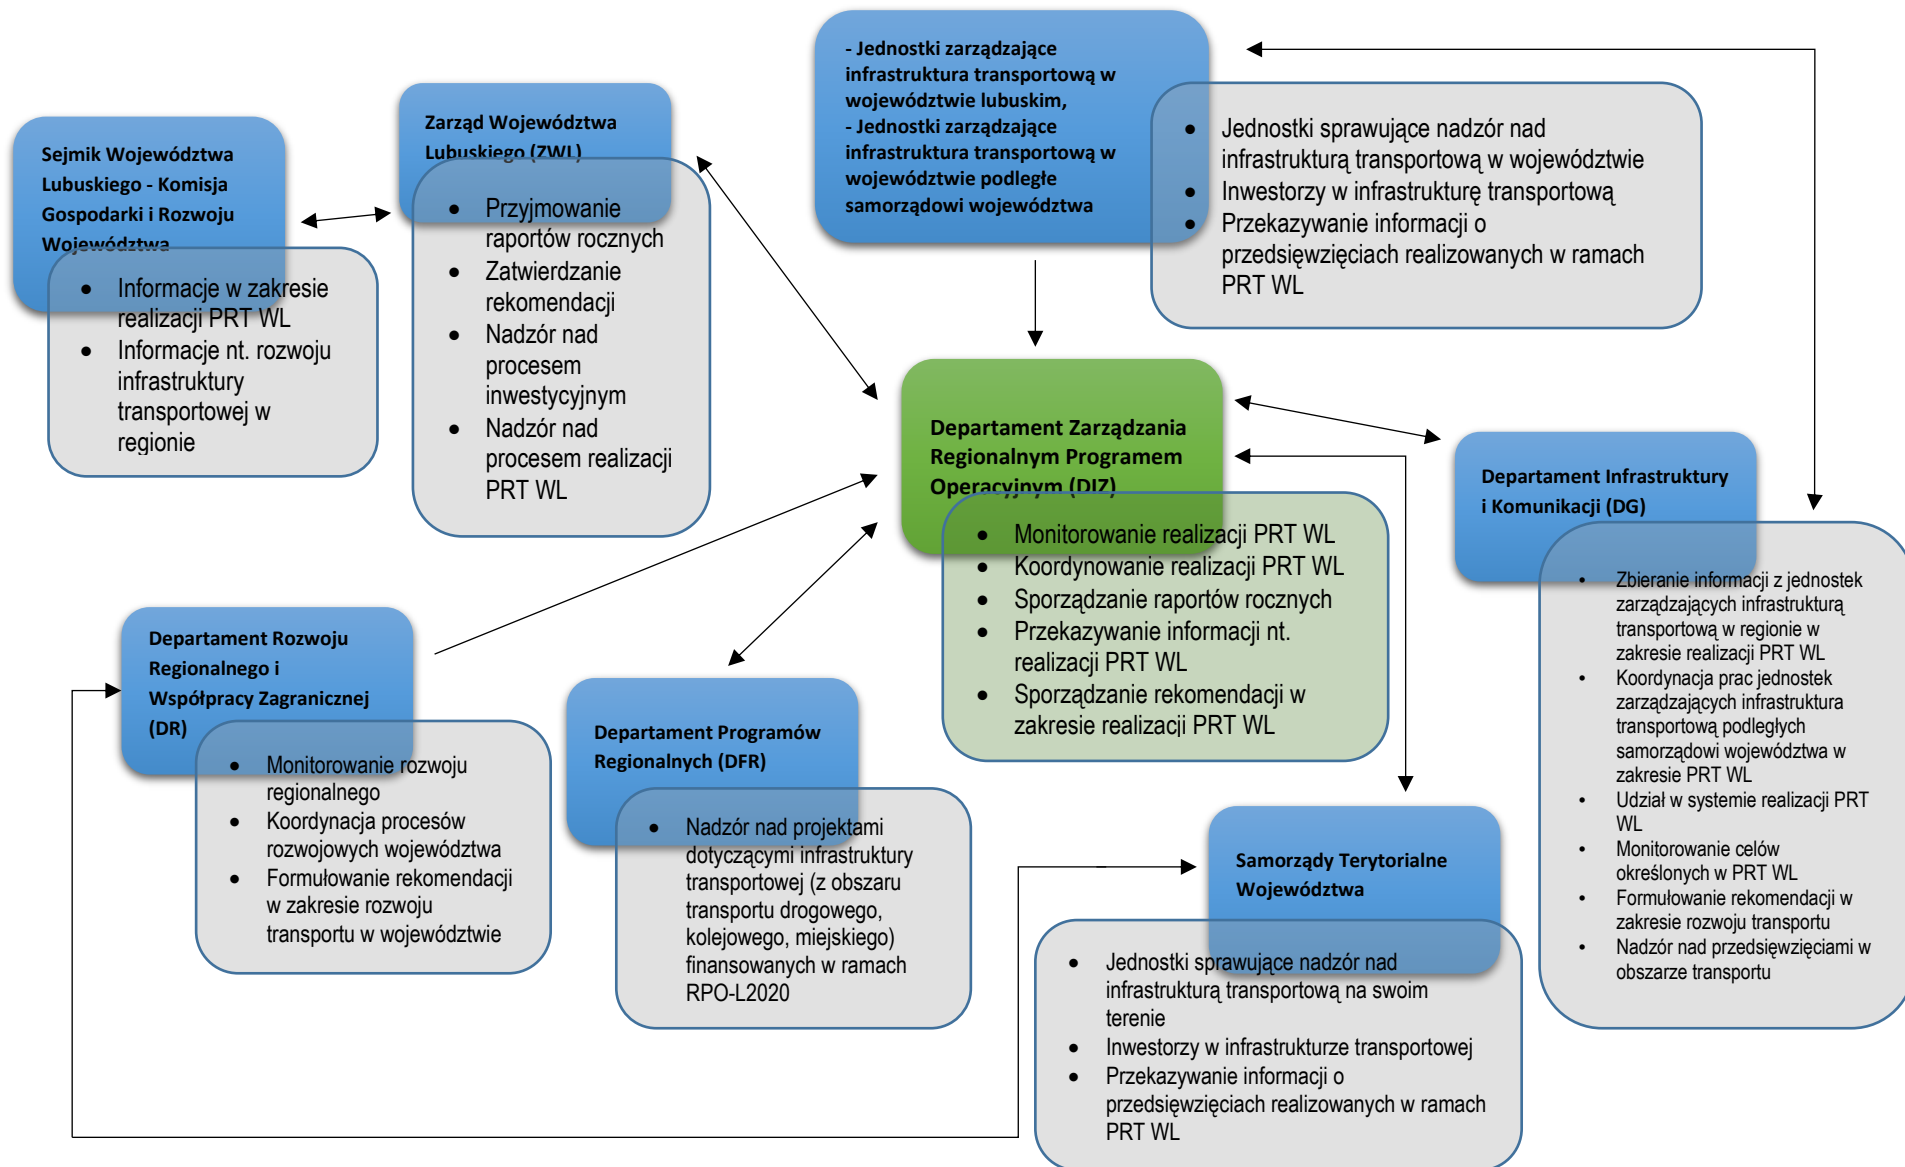 - Jednostki zarządzające
infrastruktura transportową w
województwie lubuskim,
- Jednostki zarządzające
infrastruktura transportową w
województwie podległe
samorządowi województwa
• Jednostki sprawujące nadzór nad
infrastrukturą transportową w województwie
• Inwestorzy w infrastrukturę transportową
• Przekazywanie informacji o
przedsięwzięciach realizowanych w ramach
PRT WL
Zarząd Województwa
Lubuskiego (ZWL)
• Przyjmowanie
raportów rocznych
• Zatwierdzanie
rekomendacji
• Nadzór nad
procesem
inwestycyjnym
• Nadzór nad
procesem realizacji
PRT WL
Sejmik Województwa
Lubuskiego - Komisja
Gospodarki i Rozwoju
Województwa
• Informacje w zakresie
realizacji PRT WL
• Informacje nt. rozwoju
infrastruktury
transportowej w
regionie
Departament Zarządzania
Regionalnym Programem
Operacyjnym (DIZ)
• Monitorowanie realizacji PRT WL
• Koordynowanie realizacji PRT WL
• Sporządzanie raportów rocznych
• Przekazywanie informacji nt.
realizacji PRT WL
• Sporządzanie rekomendacji w
zakresie realizacji PRT WL
Departament Infrastruktury
i Komunikacji (DG)
• Zbieranie informacji z jednostek
zarządzających infrastrukturą
transportową w regionie w
zakresie realizacji PRT WL
• Koordynacja prac jednostek
zarządzających infrastruktura
transportową podległych
samorządowi województwa w
zakresie PRT WL
• Udział w systemie realizacji PRT
WL
• Monitorowanie celów
określonych w PRT WL
• Formułowanie rekomendacji w
zakresie rozwoju transportu
• Nadzór nad przedsięwzięciami w
obszarze transportu
Departament Rozwoju
Regionalnego i
Współpracy Zagranicznej
(DR)
• Monitorowanie rozwoju
regionalnego
• Koordynacja procesów
rozwojowych województwa
• Formułowanie rekomendacji
w zakresie rozwoju
transportu w województwie
Departament Programów
Regionalnych (DFR)
• Nadzór nad projektami
dotyczącymi infrastruktury
transportowej (z obszaru
transportu drogowego,
kolejowego, miejskiego)
finansowanych w ramach
RPO-L2020
Samorządy Terytorialne
Województwa
• Jednostki sprawujące nadzór nad
infrastrukturą transportową na swoim
terenie
• Inwestorzy w infrastrukturze transportowej
• Przekazywanie informacji o
przedsięwzięciach realizowanych w ramach
PRT WL